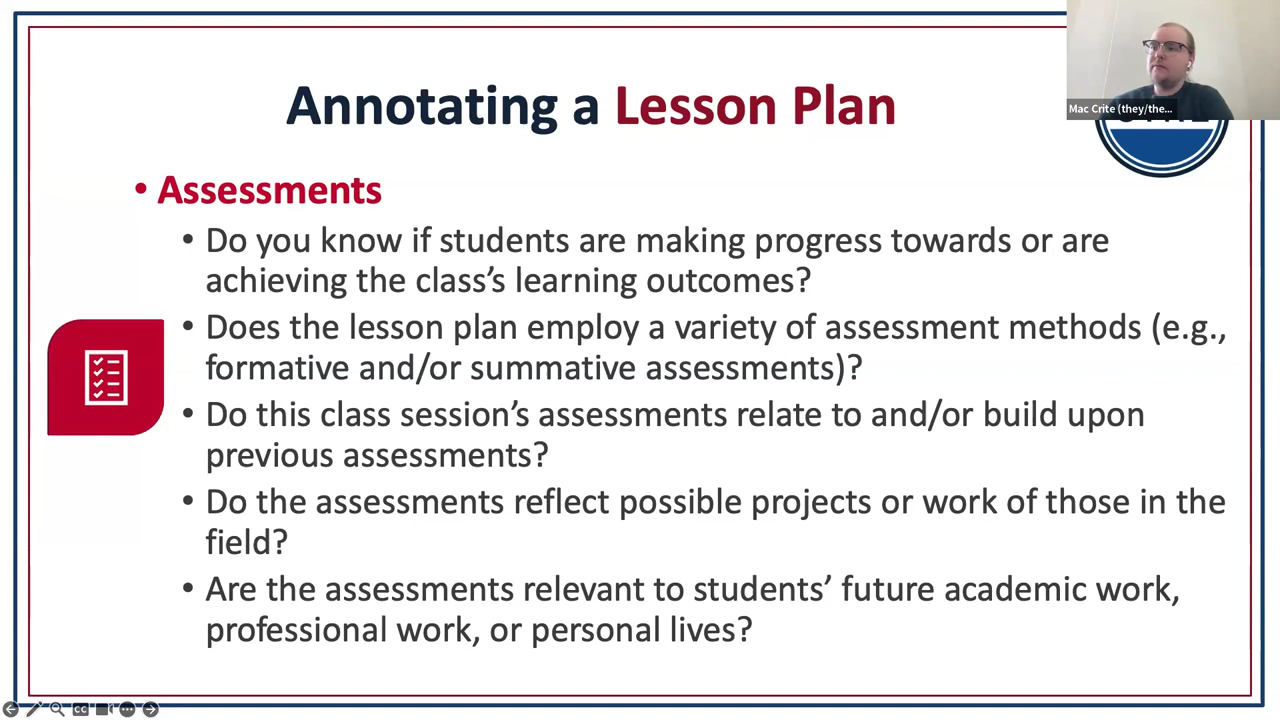 Annotating a Lesson Plan
Mac Crite (they/the...
• Assessments
• Do you know if students are making progress towards or are
achieving the class’s learning outcomes?
• Does the lesson plan employ a variety of assessment methods (e.g.,
formative and/or summative assessments)?
• Do this class session’s assessments relate to and/or build upon
previous assessments?
• Do the assessments reflect possible projects or work of those in the
field?
• Are the assessments relevant to students’ future academic work,
professional work, or personal lives?
CC